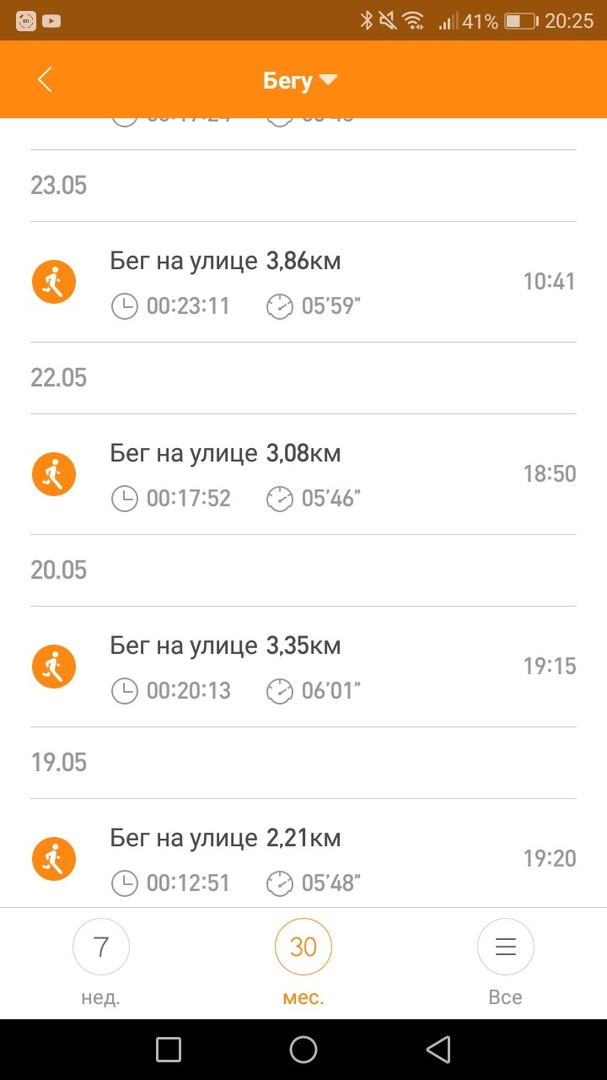 41% 20:25
Бегу
23.05
Бег на улице 3,86км
10:41
00:23:11 05'59"
22.05
Бег на улице 3,08км
18:50
00:17:52 05'46"
20.05
Бег на улице 3,35км
19:15
00:20:13 06'01"
19.05
Бег на улице 2,21км
19:20
00:12:51 05'48"
7 30
нед. мес. Все